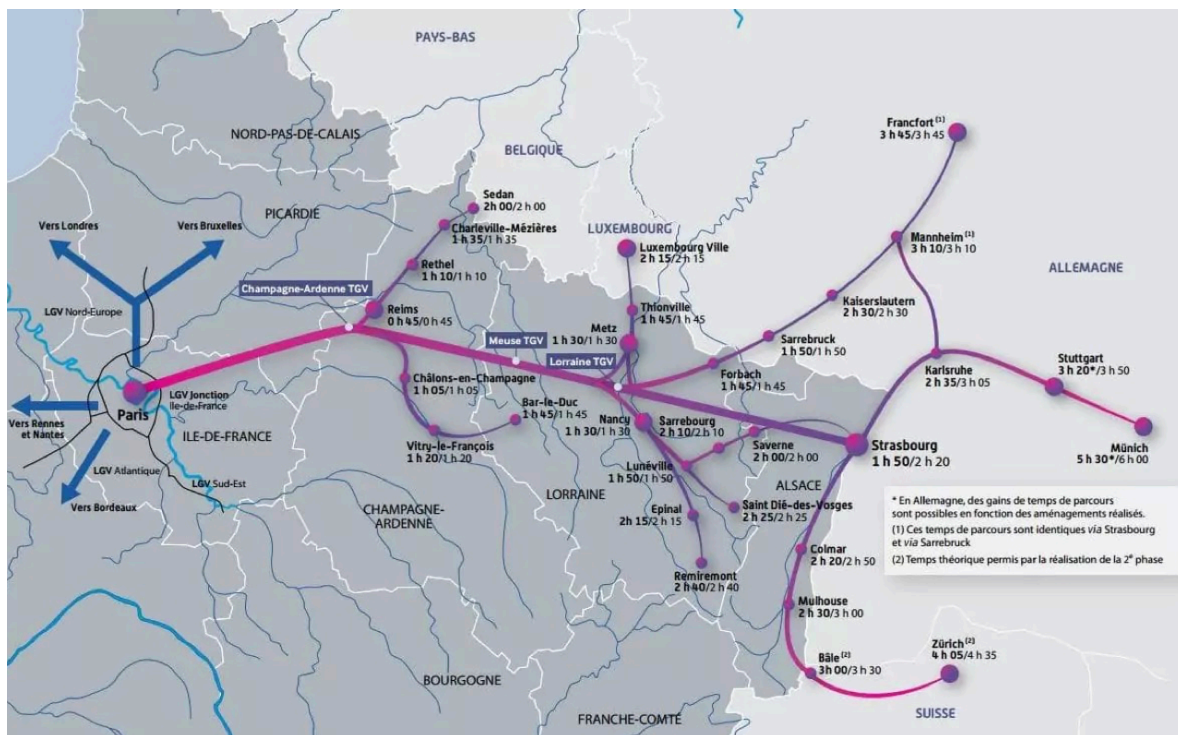 PAYS-BAS
NORD-PAS-DE-CALAIS
BELGIQUE
Francfort (1)
3 h 45/3 h 45
Sedan
2h 00/2 h 00
PICARDIE
Charleville-Mézières
1 h 35/1 h 35
LUXEMBOURG
Luxembourg Ville
2 h 15/2 h 15
Mannheim (1)
3 h 10/3 h 10
ALLEMAGNE
Vers Londres
Vers Bruxelles
Rethel
1 h 10/1 h 10
Champagne-Ardenne TGV
Reims
0 h 45/0 h 45
LGV Nord-Europe
Thionville
1 h 45/1 h 45
Kaiserslautern
2 h 30/2 h 30
Metz
1 h 30/1 h 30
Meuse TGV
Lorraine TGV
Sarrebruck
1 h 50/1 h 50
Forbach
1 h 45/1 h 45
Karlsruhe
2 h 35/3 h 05
Stuttgart
3 h 20*/3 h 50
Châlons-en-Champagne
1 h 05/1 h 05
Bar-le-Duc
1 h 45/1 h 45
Paris
LGV Jonction
Ile-de-France
Vers Rennes
et Nantes
ILE-DE-FRANCE
Vitry-le-François
1 h 20/1 h 20
Nancy
1 h 30/1 h 30
Sarrebourg
2 h 10/2 h 10
Saverne
2 h 00/2 h 00
Strasbourg
1 h 50/2 h 20
Münich
5 h 30*/6 h 00
LGV Atlantique
LGV Sud-Est
Vers Bordeaux
Lunéville
1 h 50/1 h 50
LORRAINE
ALSACE
CHAMPAGNE-
ARDENNE
Epinal
2 h 15/2 h 15
Saint Dié-des-Vosges
2 h 25/2 h 25
* En Allemagne, des gains de temps de parcours
sont possibles en fonction des aménagements réalisés.
(1) Ces temps de parcours sont identiques via Strasbourg
et via Sarrebruck
(2) Temps théorique permis par la réalisation de la 2e phase
Colmar
2 h 20/2 h 50
Remiremont
2 h 40/2 h 40
Mulhouse
2 h 30/3 h 00
Bâle (2)
3h 00/3 h 30
Zürich (2)
4 h 05/4 h 35
BOURGOGNE
FRANCHE-COMTÉ
SUISSE